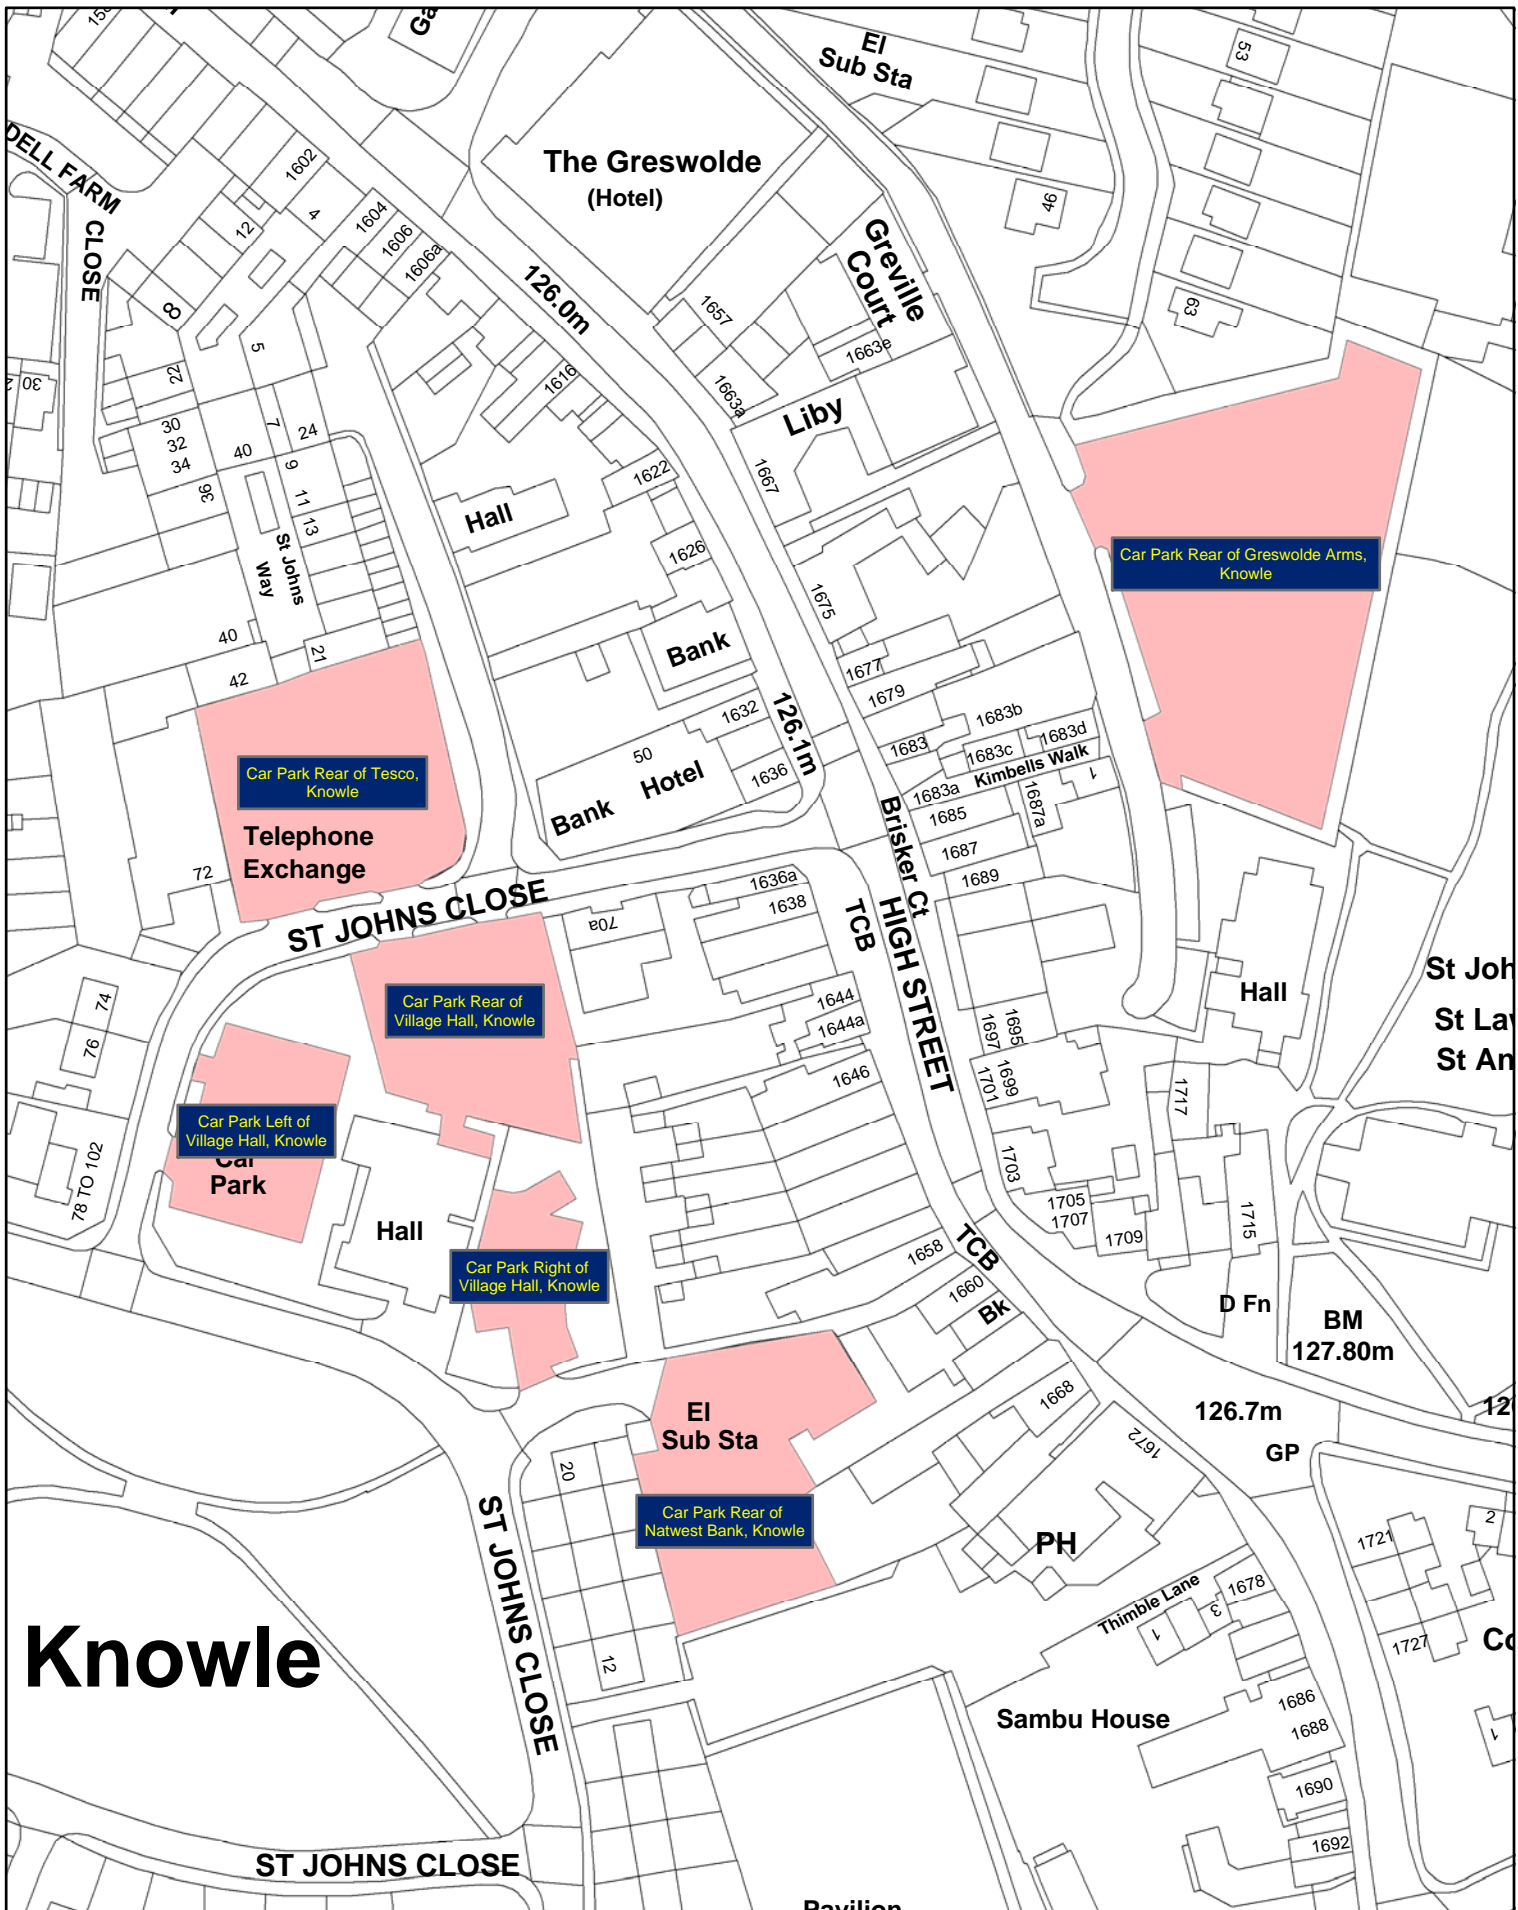 El
Sub Sta
53
DELL FARM
CLOSE
The Greswolde
(Hotel)
1602
4
1604
1606
1606a
12
8
5
46
63
Greville
Court
126.0m
1657
1663e
1663a
Liby
1616
22
30
30
32
34
36
40
7
24
9
11
13
St Johns
Way
1622
1667
Hall
1626
Car Park Rear of Greswolde Arms,
Knowle
1675
40
42
21
Bank
1677
1679
1632
126.1m
1683b
1683
1683c
1683d
Kimbells Walk
1
1683a
1685
1687a
1687
1689
50
Bank
Hotel
1636
Car Park Rear of Tesco,
Knowle
Telephone
Exchange
72
Brisker Ct
ST JOHNS CLOSE
70a
1636a
1638
TCB
HIGH STREET
Car Park Rear of
Village Hall, Knowle
74
76
1644
1644a
1646
1697
1695
1701
1699
Hall
St Joh
St La
St An
Car Park Left of
Village Hall, Knowle
Car
Park
78 TO 102
Hall
Car Park Right of
Village Hall, Knowle
1703
1705
1707
1709
1717
1715
1658
TCB
1660
Bk
D Fn
BM
127.80m
El
Sub Sta
1668
1672
126.7m
GP
20
ST JOHNS CLOSE
Car Park Rear of
Natwest Bank, Knowle
PH
1721
2
1727
Thimble Lane
1678
3
1
12
Knowle
Sambu House
1686
1688
1690
1692
1
ST JOHNS CLOSE
Pavilion